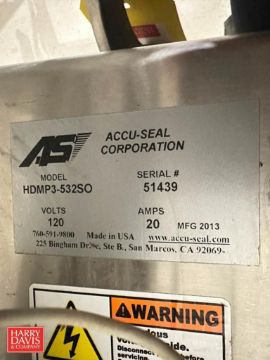 AS
ACCU-SEAL
CORPORATION
MODEL SERIAL #
HDMP3-532SO 51439
VOLTS AMPS
120 20 MFG 2013
760-591-9800 Made in USA www.accu-seal.com
225 Bingham Drive, Ste B., San Marcos, CA 92069-
WARNING
Hazardous
Disconnect
HARRY
DAVIS
& COMPANY